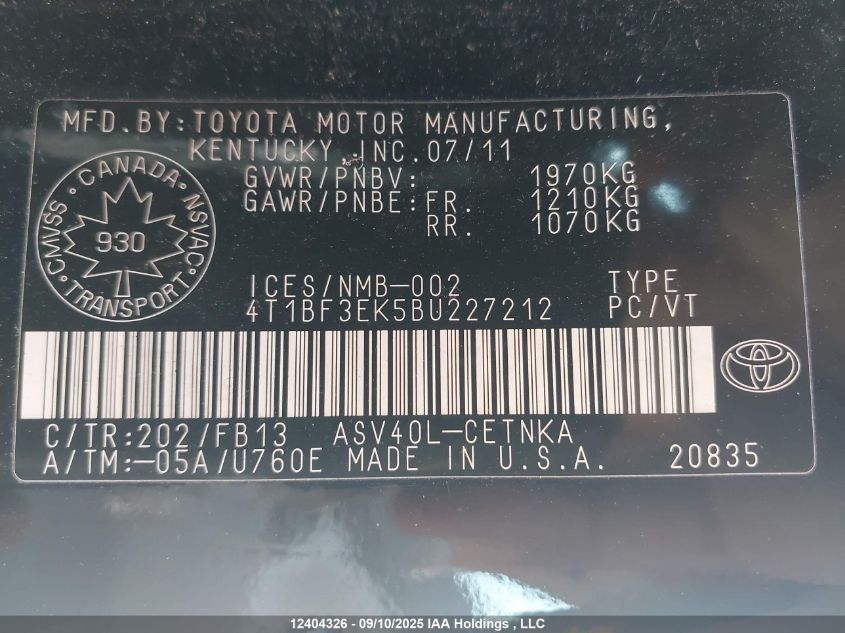 MFD.BY:TOYOTA MOTOR MANUFACTURING,
KENTUCKY,INC.07/11
GVWR/PNBV: 1970KG
GAWR/PNBE:FR. 1210KG
RR. 1070KG
CANADA
CMVSS · NSVAC
930
TRANSPORT
ICES/NMB-002 TYPE
4T1BF3EK5BU227212 PC/VT
C/TR:202/FB13 ASV40L-CETNKA
A/TM:-05A/U760E MADE IN U.S.A. 20835
12404326 - 09/10/2025 IAA Holdings , LLC